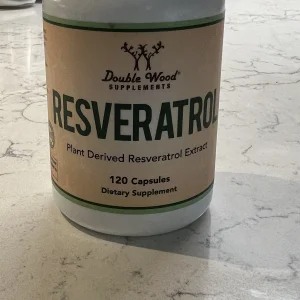 Double Wood®
SUPPLEMENTS
RESVERATROL
Plant Derived Resveratrol Extract
120 Capsules
Dietary Supplement